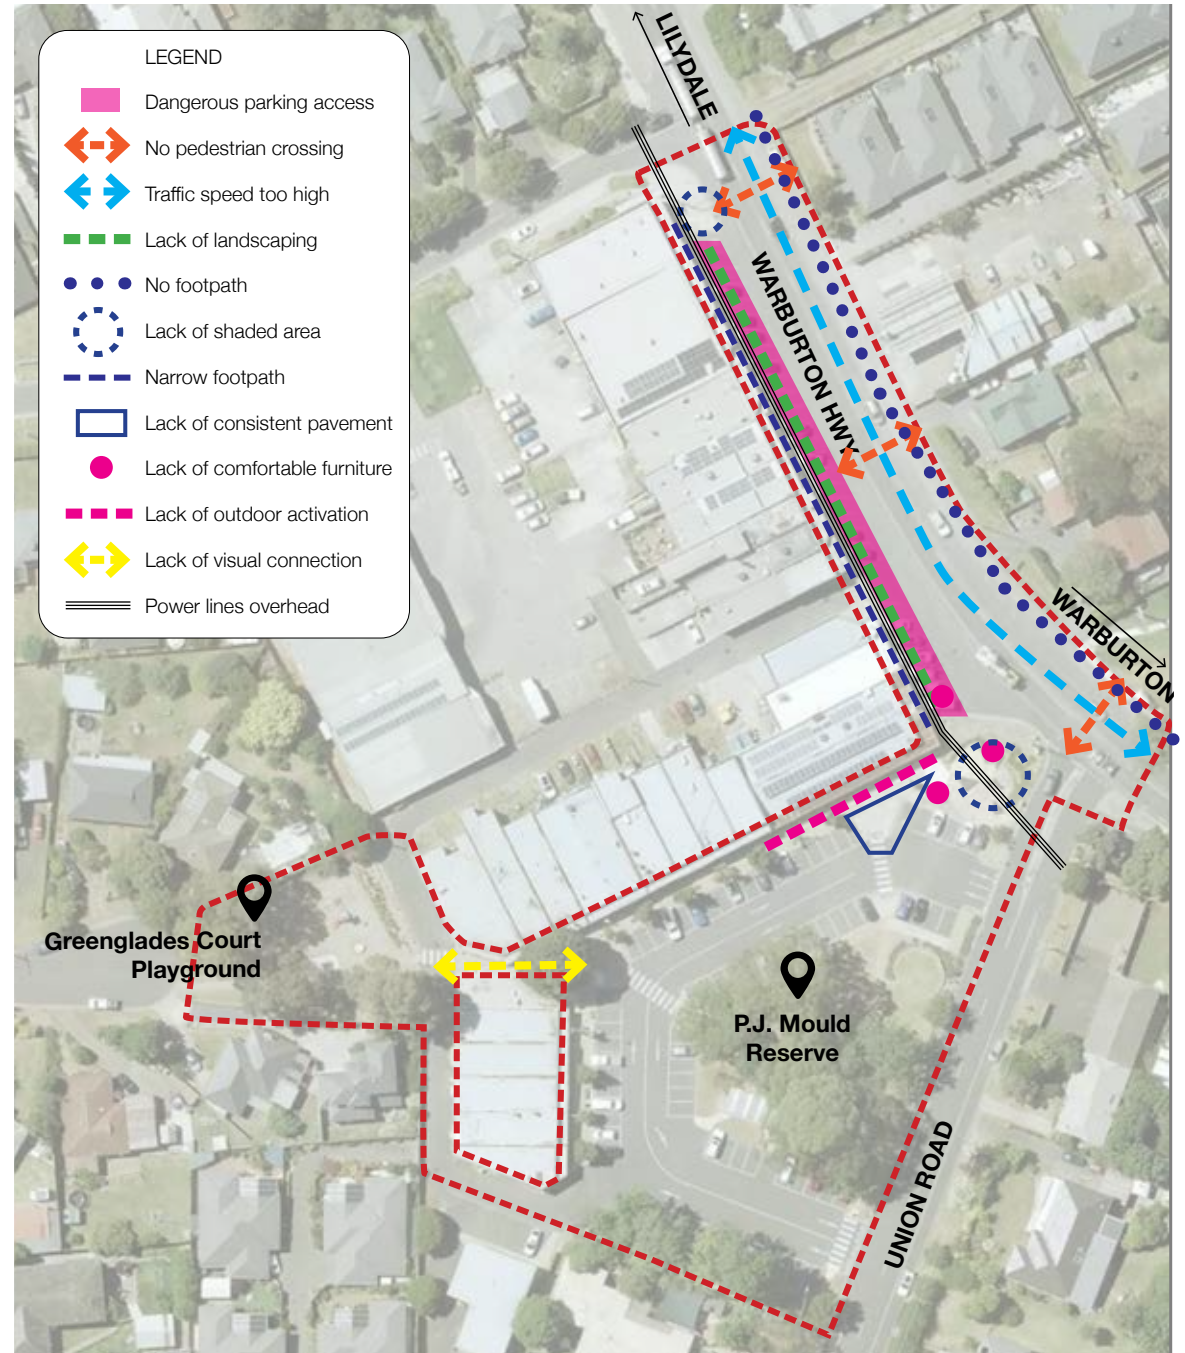 LEGEND
Dangerous parking access
No pedestrian crossing
Traffic speed too high
Lack of landscaping
No footpath
Lack of shaded area
Narrow footpath
Lack of consistent pavement
Lack of comfortable furniture
Lack of outdoor activation
Lack of visual connection
Power lines overhead
LILYDALE
WARBURTON HWY
WARBURTON
Greenglades Court
Playground
P.J. Mould
Reserve
UNION ROAD